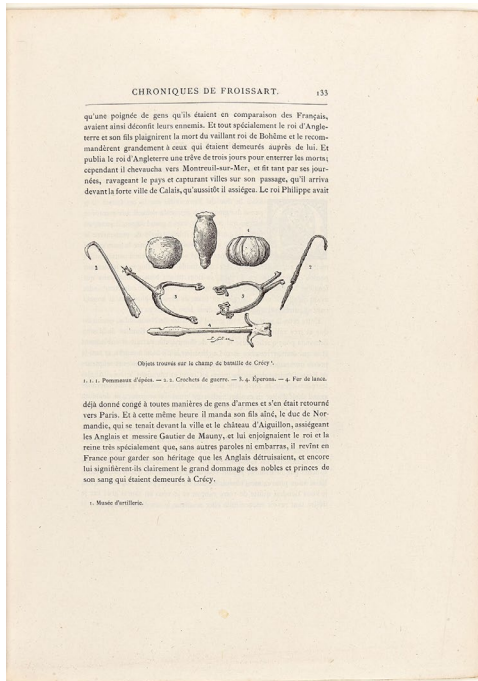 CHRONIQUES DE FROISSART. 133
qu'une poignée de gens qu'ils étaient en comparaison des Français,
avaient ainsi déconfit leurs ennemis. Et tout spécialement le roi d'Angle-
terre et son fils plaignirent la mort du vaillant roi de Bohême et le recom-
mandèrent grandement à ceux qui étaient demeurés auprès de lui. Et
publia le roi d'Angleterre une trêve de trois jours pour enterrer les morts;
cependant il chevaucha vers Montreuil-sur-Mer, et fit tant par ses jour-
nées, ravageant le pays et capturant villes sur son passage, qu'il arriva
devant la forte ville de Calais, qu'aussitôt il assiégea. Le roi Philippe avait
1
2
2
3
3
4
Objets trouvés sur le champ de bataille de Crécy ¹.
1. 1. 1. Pommeaux d'épées. — 2. 2. Crochets de guerre. — 3. 4. Éperons. — 4. Fer de lance.
déjà donné congé à toutes manières de gens d'armes et s'en était retourné
vers Paris. Et à cette même heure il manda son fils aîné, le duc de Nor-
mandie, qui se tenait devant la ville et le château d'Aiguillon, assiégeant
les Anglais et messire Gautier de Mauny, et lui enjoignaient le roi et la
reine très spécialement que, sans autres paroles ni embarras, il revînt en
France pour garder son héritage que les Anglais détruisaient, et encore
lui signifièrent-ils clairement le grand dommage des nobles et princes de
son sang qui étaient demeurés à Crécy.
1. Musée d'artillerie.